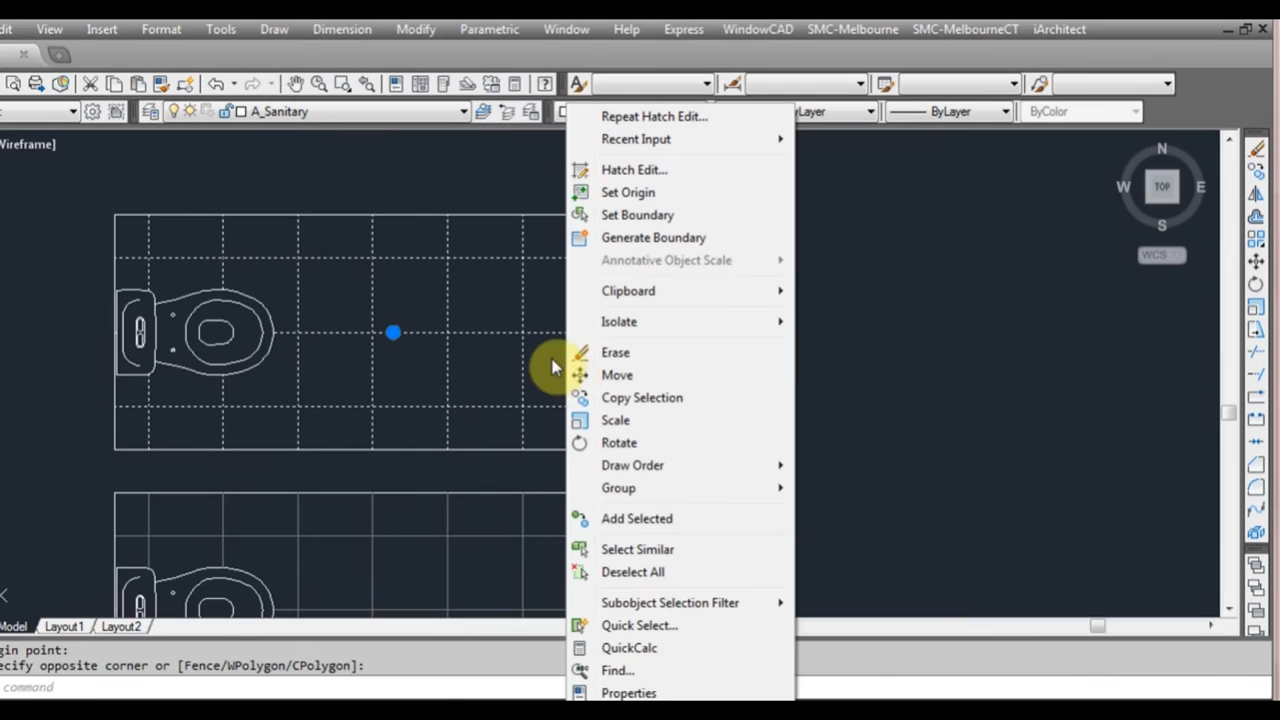 dit View Insert Format Tools Draw Dimension Modify Parametric Window Help Express WindowCAD SMC-Melbourne SMC-MelbourneCT iArchitect
A_Sanitary
yLayer ByLayer ByColor
Wireframe]
N
W TOP E
S
WCS
Repeat Hatch Edit...
Recent Input
Hatch Edit...
Set Origin
Set Boundary
Generate Boundary
Annotative Object Scale
Clipboard
Isolate
Erase
Move
Copy Selection
Scale
Rotate
Draw Order
Group
Add Selected
Select Similar
Deselect All
Subobject Selection Filter
Quick Select...
QuickCalc
Find...
Properties
Model Layout1 Layout2
gin point:
pecify opposite corner or [Fence/WPolygon/CPolygon]:
command